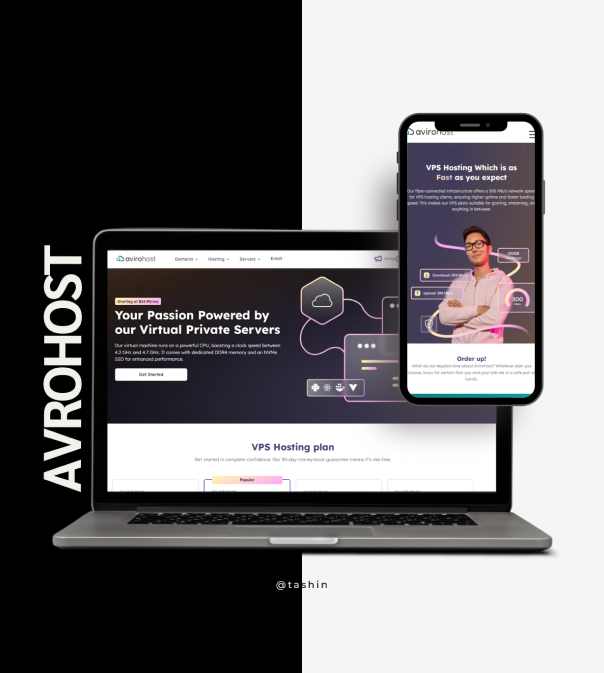 AVROHOST
avirohost
Domains
Hosting
Servers
Email
Starting at $14.99/mo
Your Passion Powered by
our Virtual Private Servers
Our virtual machine runs on a powerful CPU, boasting a clock speed between
4.2 GHz and 4.7 GHz. It comes with dedicated DDR4 memory and an NVMe
SSD for enhanced performance.
Get Started
VPS Hosting plan
Get started in complete confidence. Our 30-day money-back guarantee means it's risk-free.
Popular
avirohost
VPS Hosting Which is as
Fast as you expect
Our fiber-connected infrastructure offers a 300 Mb/s network speed
for VPS hosting clients, ensuring higher uptime and faster loading
speed. This makes our VPS plans suitable for gaming, streaming, an
anything in between.
Download
Upload
300
Order up!
What do our regulars love about Avirohost? Whatever plan you
choose, know for certain that you and your site are in a safe pair of
hands.
@tashin